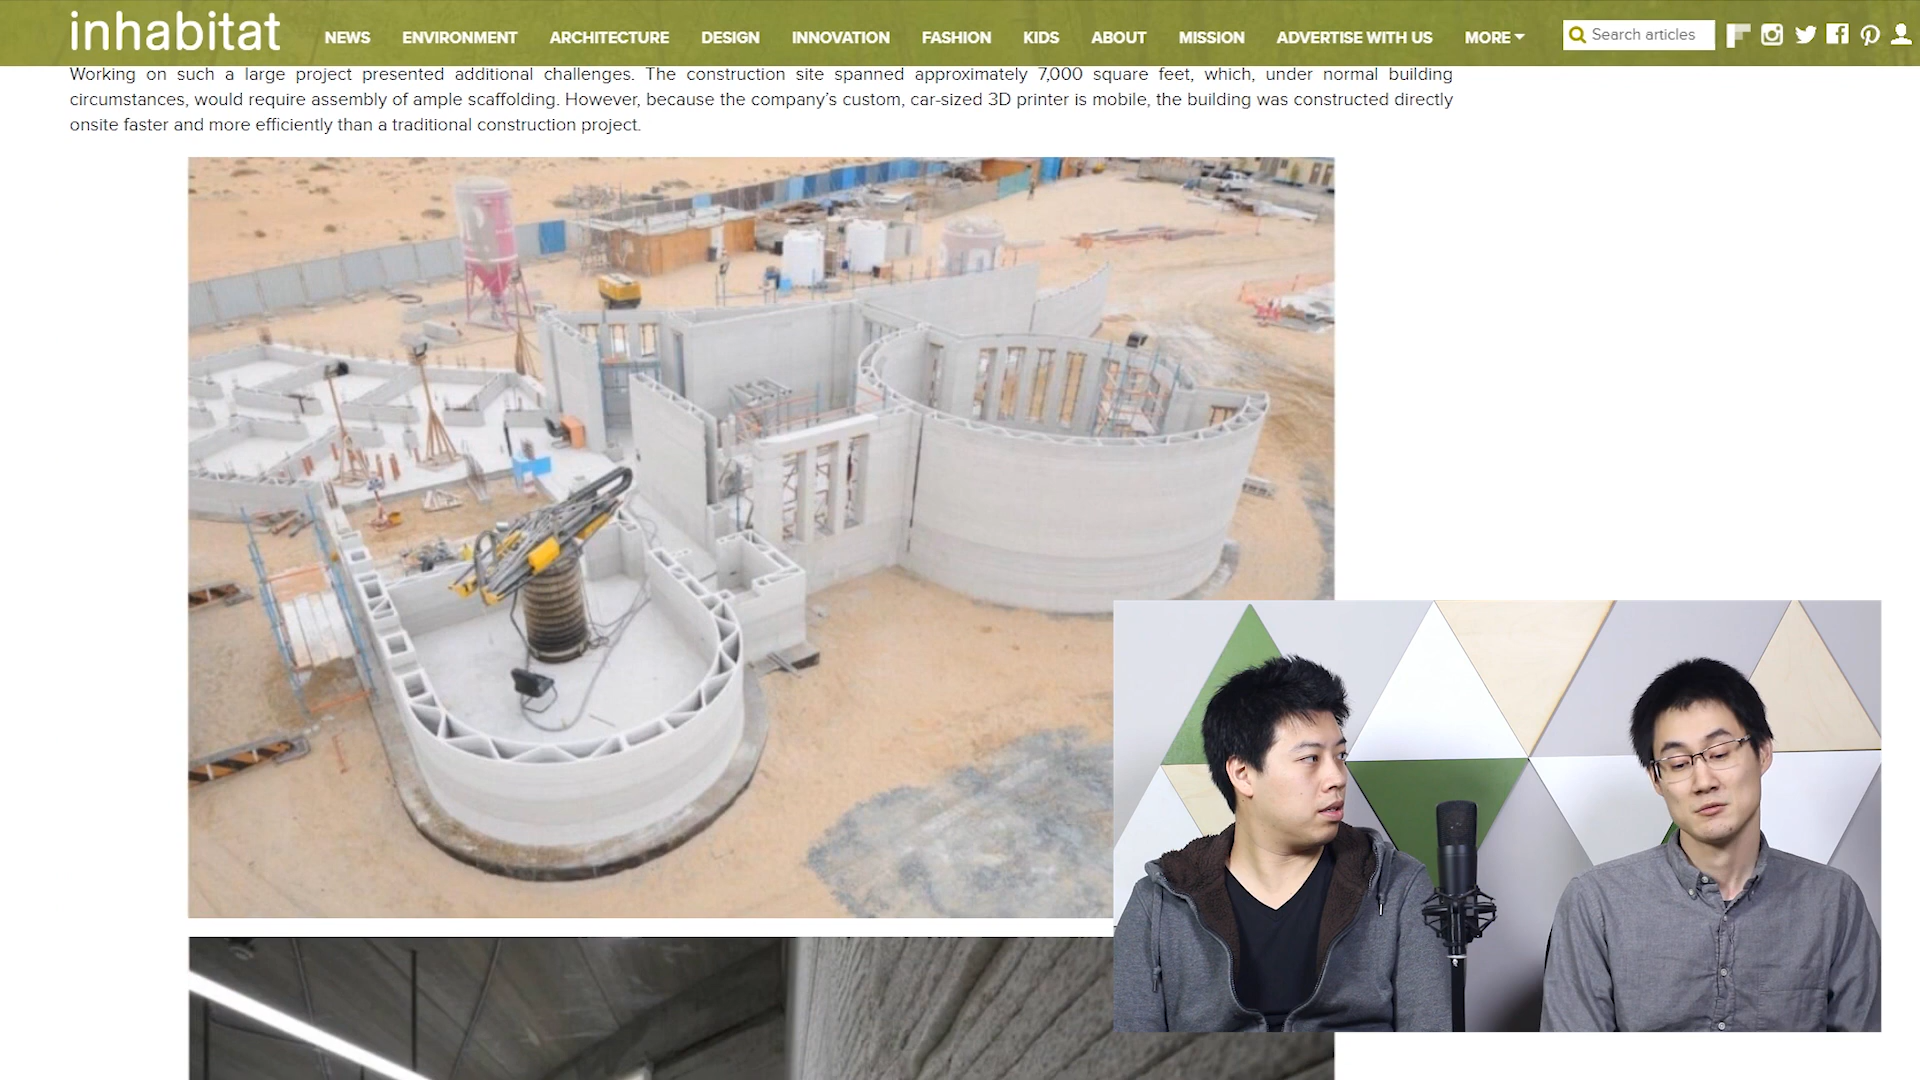 inhabitat
NEWS ENVIRONMENT ARCHITECTURE DESIGN INNOVATION FASHION KIDS ABOUT MISSION ADVERTISE WITH US MORE Search articles
Working on such a large project presented additional challenges. The construction site spanned approximately 7,000 square feet, which, under normal building
circumstances, would require assembly of ample scaffolding. However, because the company’s custom, car-sized 3D printer is mobile, the building was constructed directly
onsite faster and more efficiently than a traditional construction project.